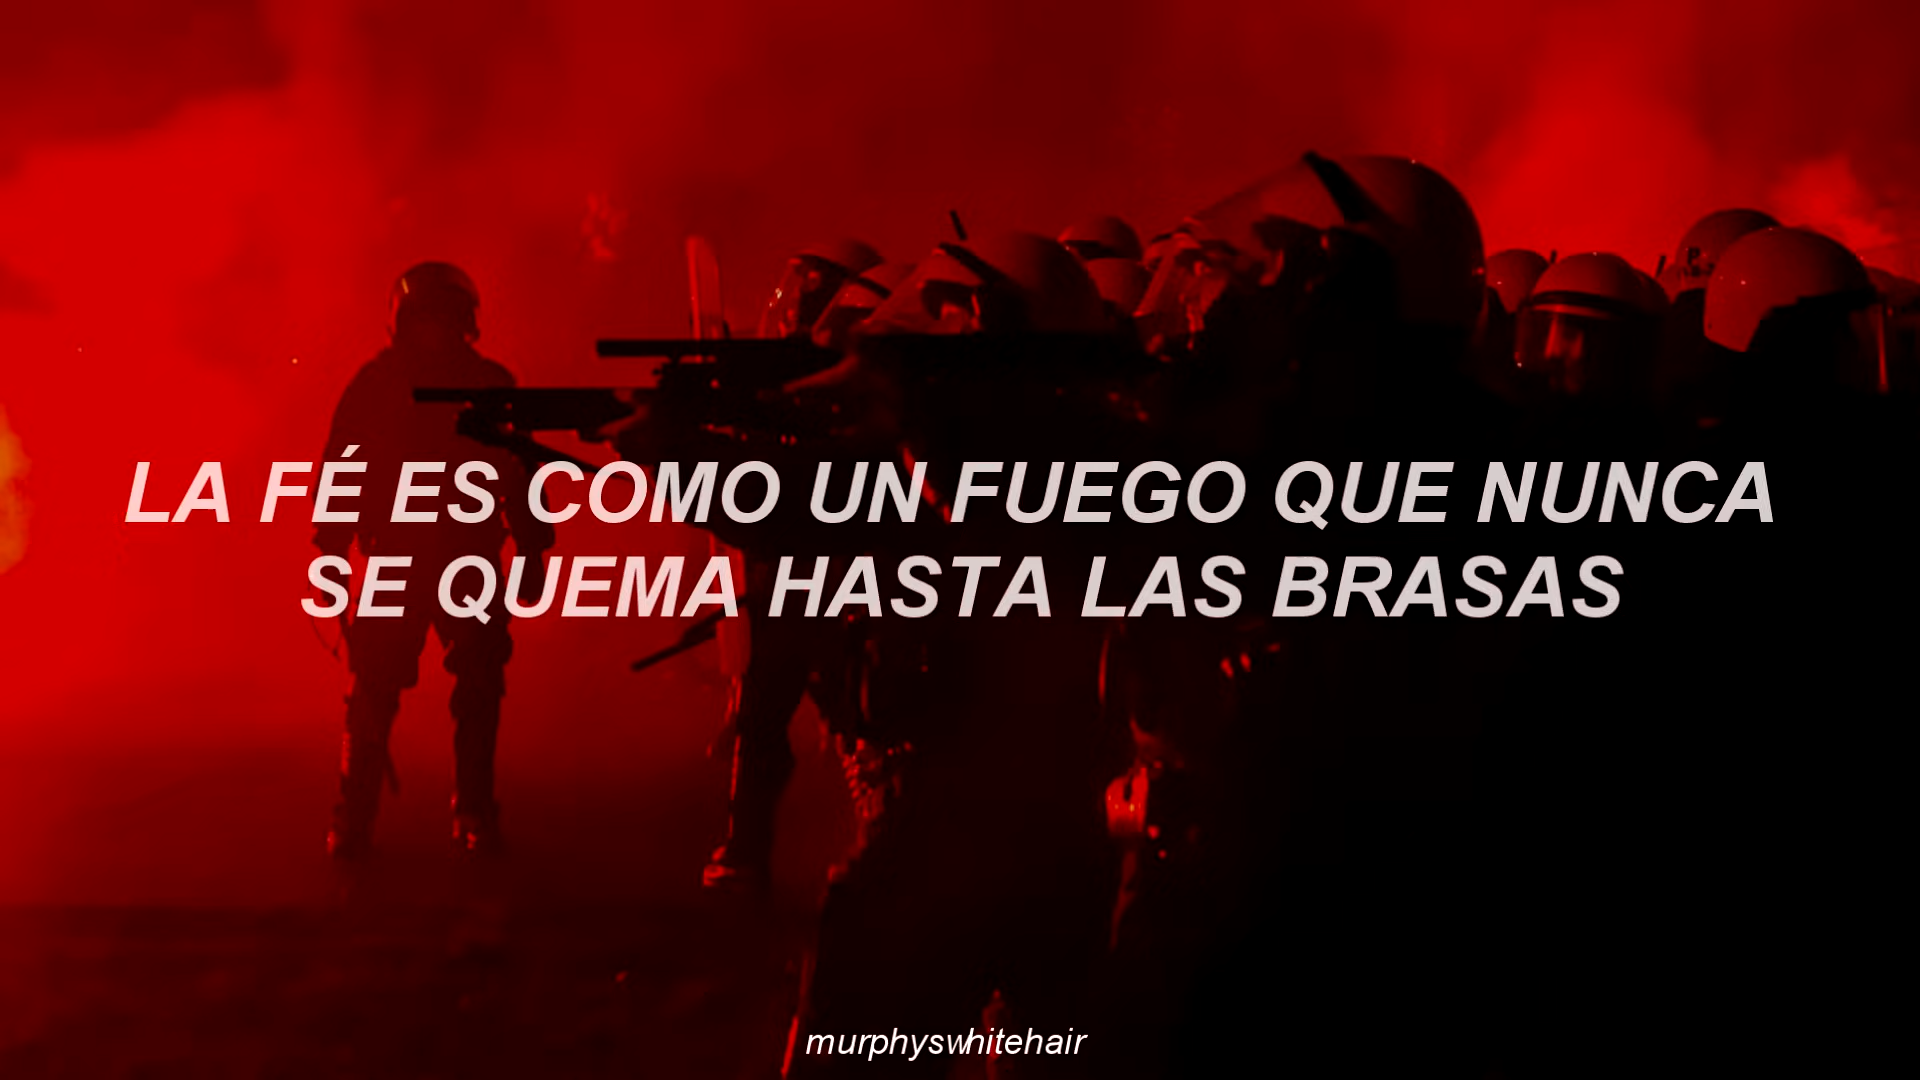 LA FÉ ES COMO UN FUEGO QUE NUNCA
SE QUEMA HASTA LAS BRASAS
murphyswhitehair